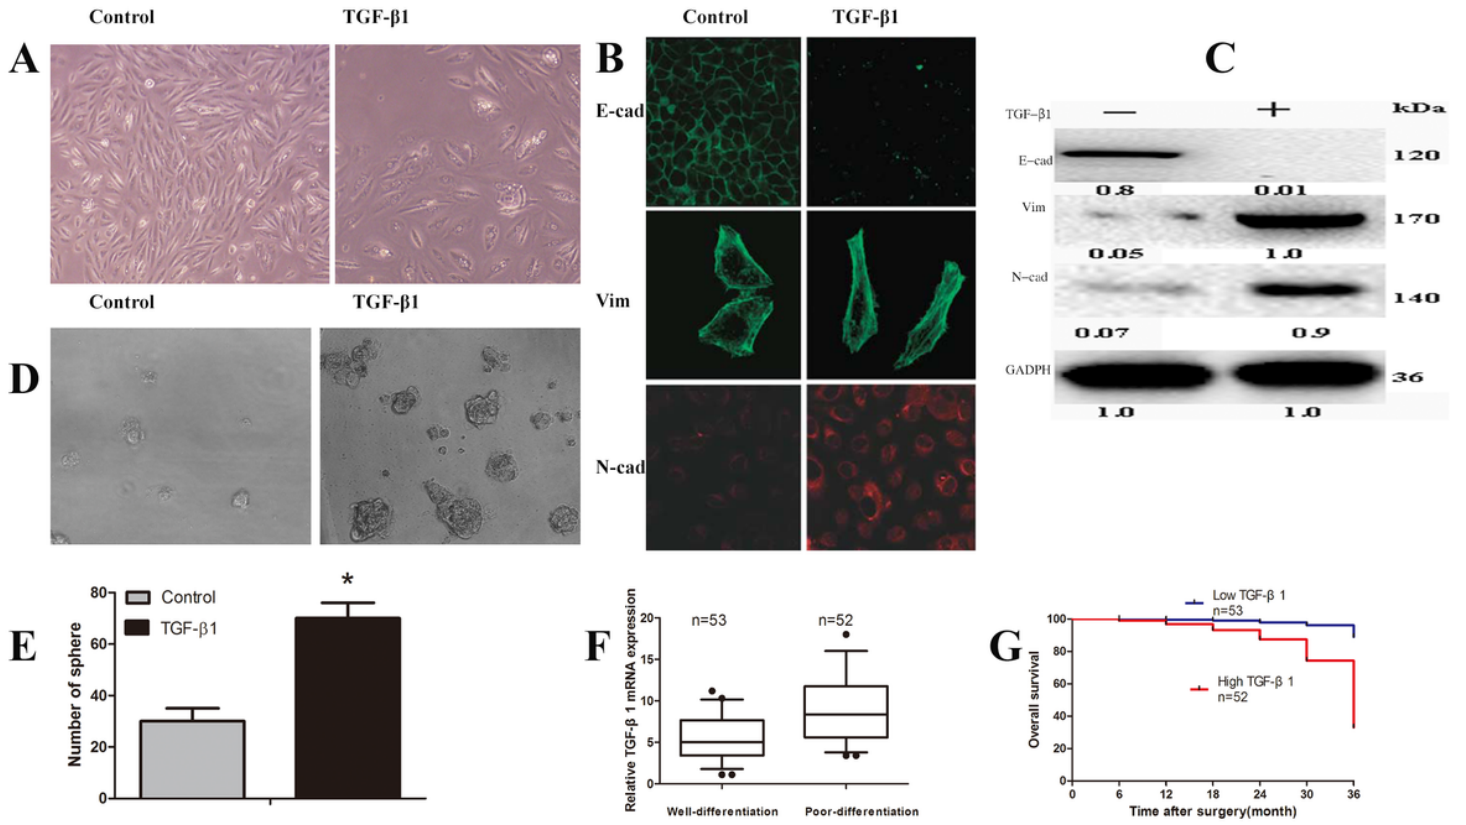 Control TGF-β1
A
Control TGF-β1
D
Control TGF-β1
B
E-cad
Vim
N-cad
C
TGF-β1 — + kDa
E-cad 120
0.8 0.01
Vim 170
0.05 1.0
N-cad 140
0.07 0.9
GADPH 36
1.0 1.0
E
Number of sphere
80
60
40
20
0
Control
TGF-β1
*
F
Relative TGF-β 1 mRNA expression
20
15
10
5
0
n=53 n=52
Well-differentiation Poor-differentiation
G
Overall survival
100
80
60
40
20
0
Low TGF-β 1
n=53
High TGF-β 1
n=52
0 6 12 18 24 30 36
Time after surgery(month)